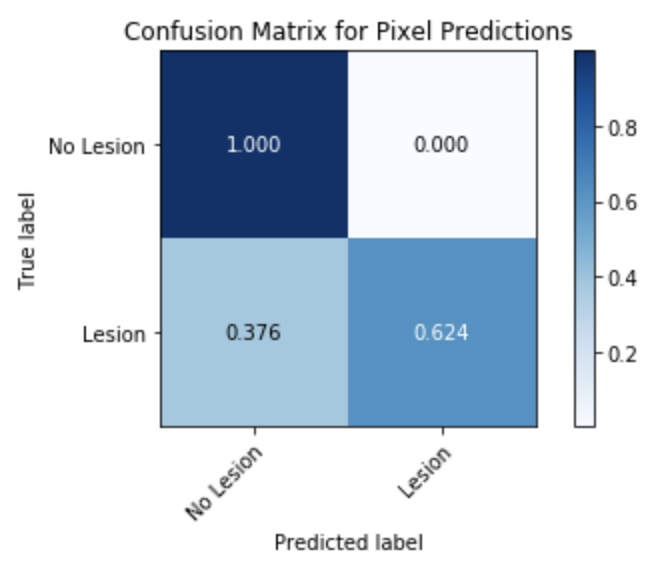 Confusion Matrix for Pixel Predictions
No Lesion
1.000
0.000
Lesion
0.376
0.624
True label
No Lesion
Lesion
Predicted label
0.8
0.6
0.4
0.2